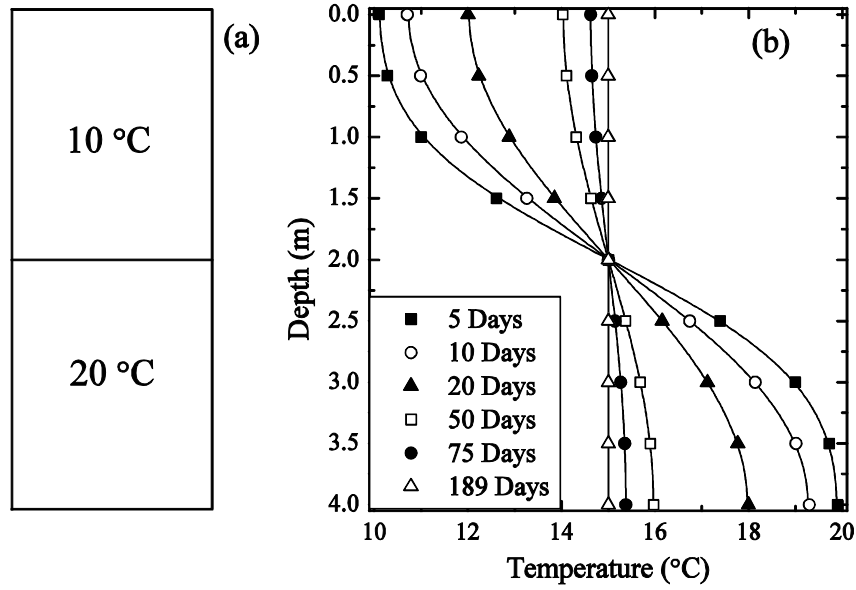 (a)
10 °C
20 °C
(b)
Depth (m)
0.0
0.5
1.0
1.5
2.0
2.5
3.0
3.5
4.0
5 Days
10 Days
20 Days
50 Days
75 Days
189 Days
10 12 14 16 18 20
Temperature (°C)